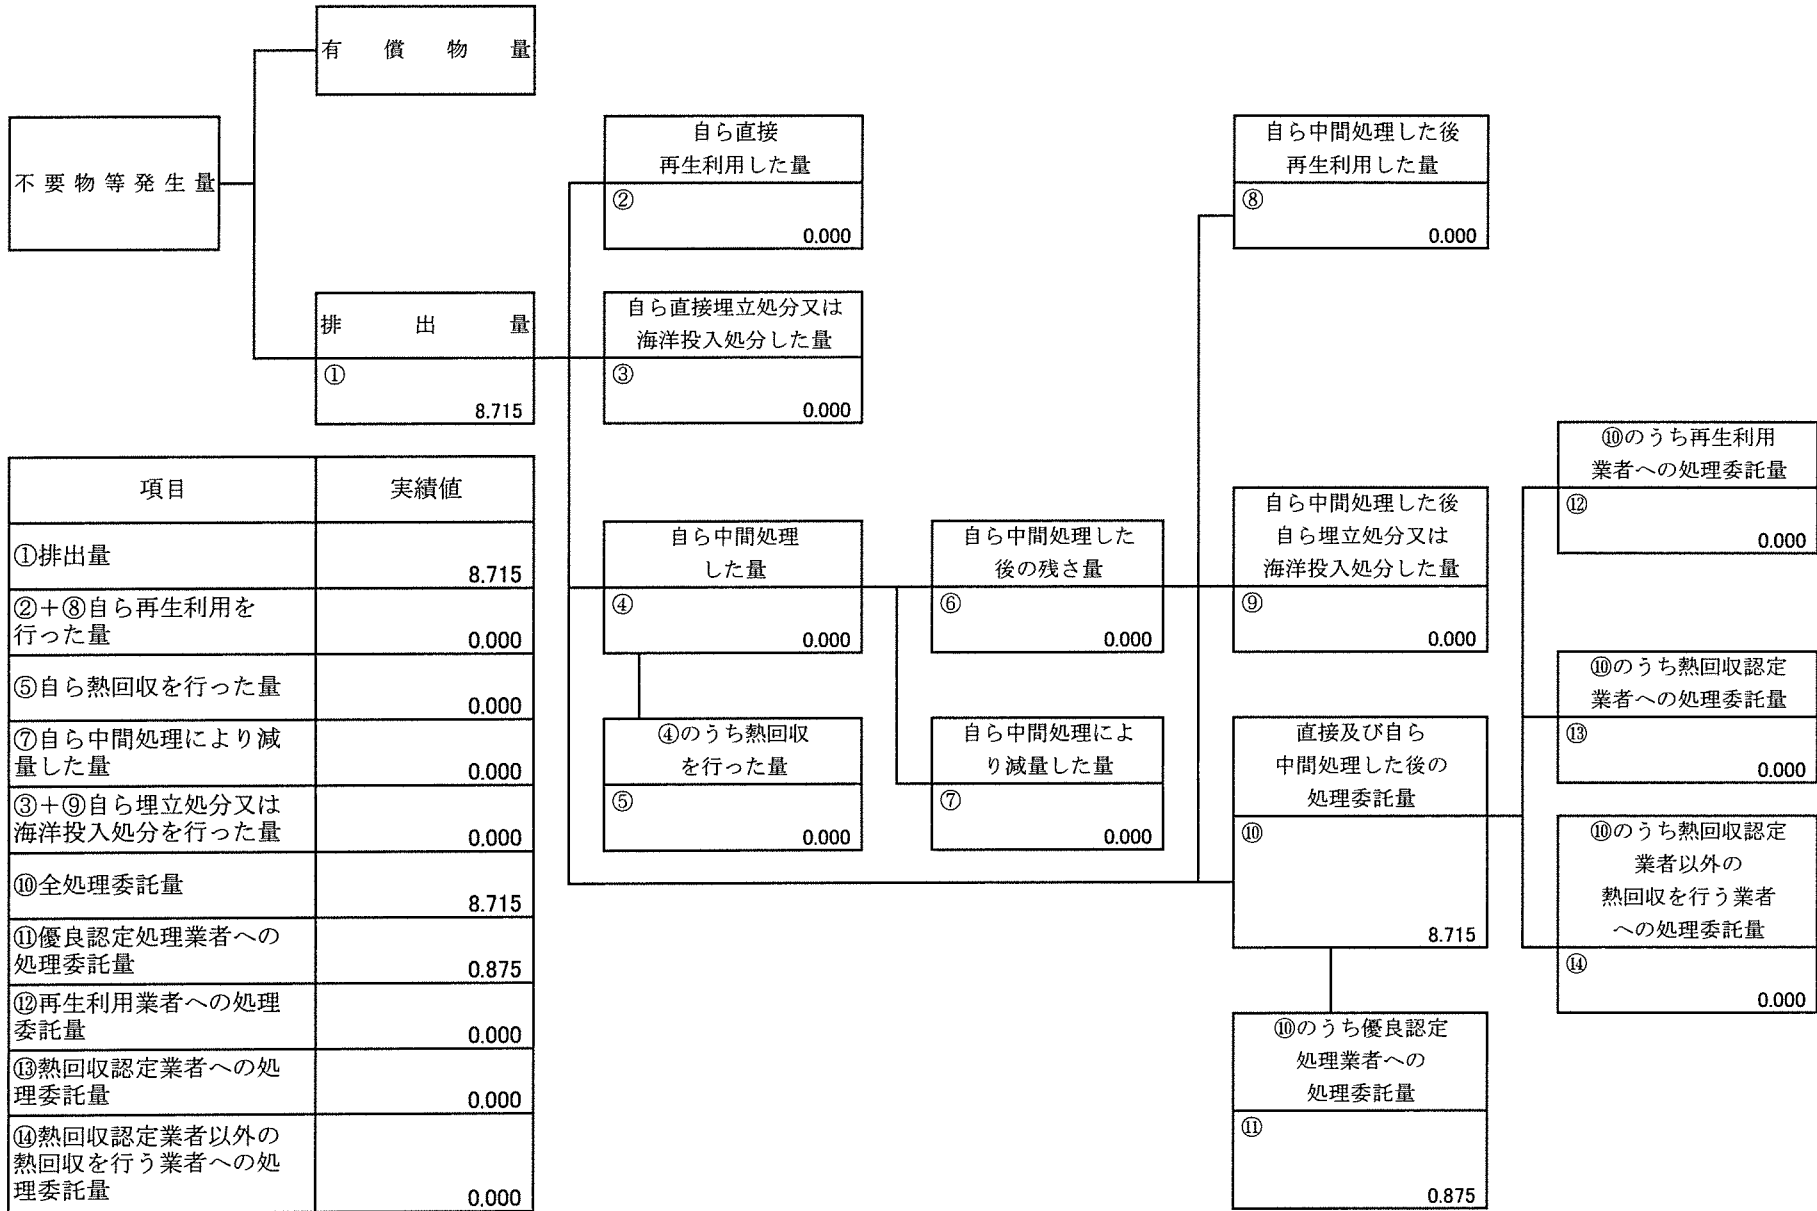 有償物量
不要物等発生量
排出量
①
8.715
自ら直接
再生利用した量
②
0.000
自ら直接埋立処分又は
海洋投入処分した量
③
0.000
自ら中間処理
した量
④
0.000
④のうち熱回収
を行った量
⑤
0.000
自ら中間処理した
後の残さ量
⑥
0.000
自ら中間処理によ
り減量した量
⑦
0.000
自ら中間処理した後
再生利用した量
⑧
0.000
自ら中間処理した後
自ら埋立処分又は
海洋投入処分した量
⑨
0.000
直接及び自ら
中間処理した後の
処理委託量
⑩
8.715
⑩のうち優良認定
処理業者への
処理委託量
⑪
0.875
⑩のうち再生利用
業者への処理委託量
⑫
0.000
⑩のうち熱回収認定
業者への処理委託量
⑬
0.000
⑩のうち熱回収認定
業者以外の
熱回収を行う業者
への処理委託量
⑭
0.000
項目 実績値
①排出量
8.715
②+⑧自ら再生利用を
行った量 0.000
⑤自ら熱回収を行った量
0.000
⑦自ら中間処理により減
量した量 0.000
③+⑨自ら埋立処分又は
海洋投入処分を行った量 0.000
⑩全処理委託量
8.715
⑪優良認定処理業者への
処理委託量 0.875
⑫再生利用業者への処理
委託量 0.000
⑬熱回収認定業者への処
理委託量 0.000
⑭熱回収認定業者以外の
熱回収を行う業者への処
理委託量 0.000